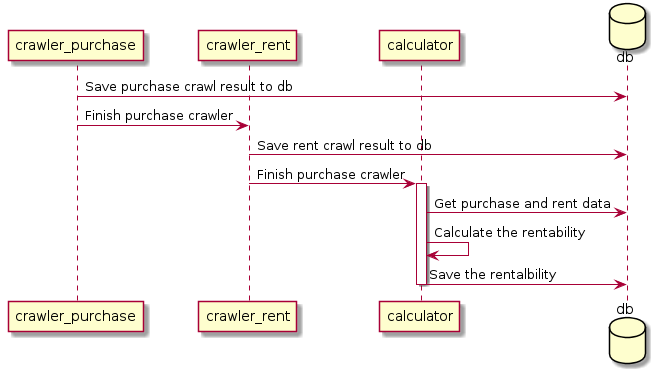 crawler_purchase
crawler_rent
calculator
db
Save purchase crawl result to db
Finish purchase crawler
Save rent crawl result to db
Finish purchase crawler
Get purchase and rent data
Calculate the rentability
Save the rentalbility
crawler_purchase
crawler_rent
calculator
db